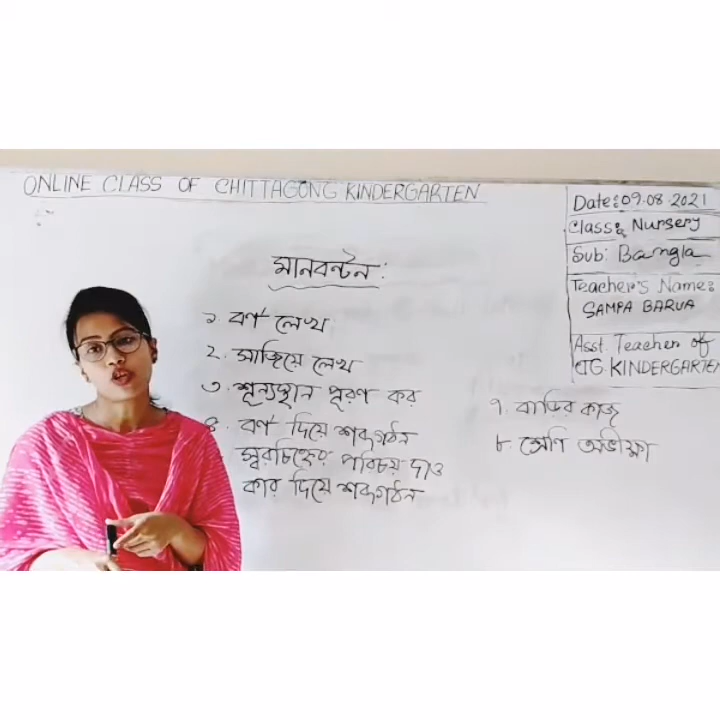 ONLINE CLASS OF CHITTAGONG KINDERGARTEN
Date: 09.08.2021
Class: Nursery
Sub: Bangla
Teacher's Name:
SAMPA BARUA
Asst. Teacher of
CTG. KINDERGARTEN
মানবন্টন:
১. বর্ণ লেখ
২. সাজিয়ে লেখ
৩. শূন্যস্থান পূরণ কর
৪. বর্ণ দিয়ে শব্দগঠন
স্বরচিহ্নের পরিচয় দাও
কার দিয়ে শব্দগঠন
৭. বাড়ির কাজ
৮. শ্রেণি অভীক্ষা